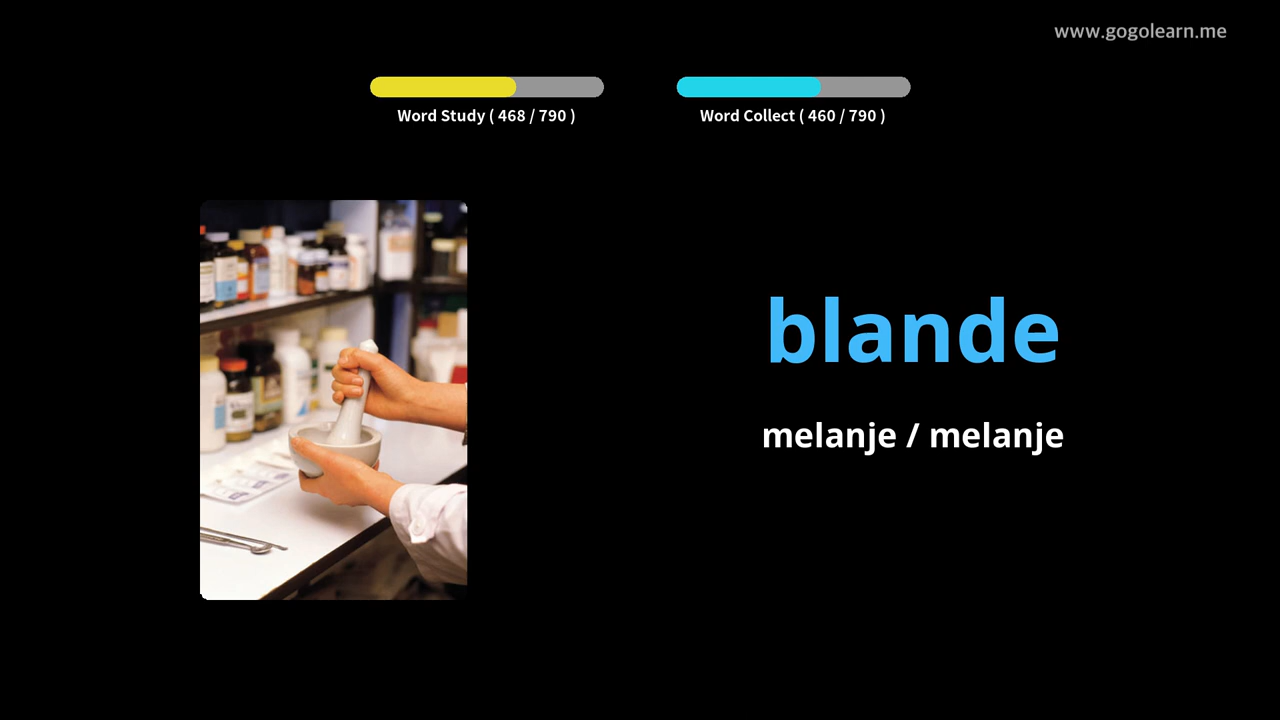 www.gogolearn.me
Word Study ( 468 / 790 )
Word Collect ( 460 / 790 )
blande
melanje / melanje